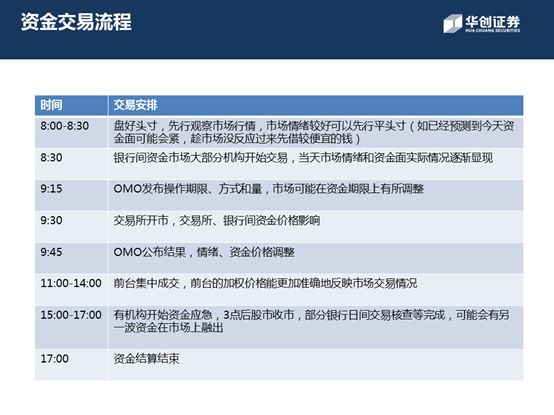 资金交易流程
华创证券
HUA CHUANG SECURITIES
时间 交易安排
8:00-8:30 盘好头寸，先行观察市场行情，市场情绪较好可以先行平头寸（如已经预测到今天资
金面可能会紧，趁市场没反应过来先借较便宜的钱）
8:30 银行间资金市场大部分机构开始交易，当天市场情绪和资金面实际情况逐渐显现
9:15 OMO发布操作期限、方式和量，市场可能在资金期限上有所调整
9:30 交易所开市，交易所、银行间资金价格影响
9:45 OMO公布结果，情绪、资金价格调整
11:00-14:00 前台集中成交，前台的加权价格能更加准确地反映市场交易情况
15:00-17:00 有机构开始资金应急，3点后股市收市，部分银行日间交易核查等完成，可能会有另
一波资金在市场上融出
17:00 资金结算结束